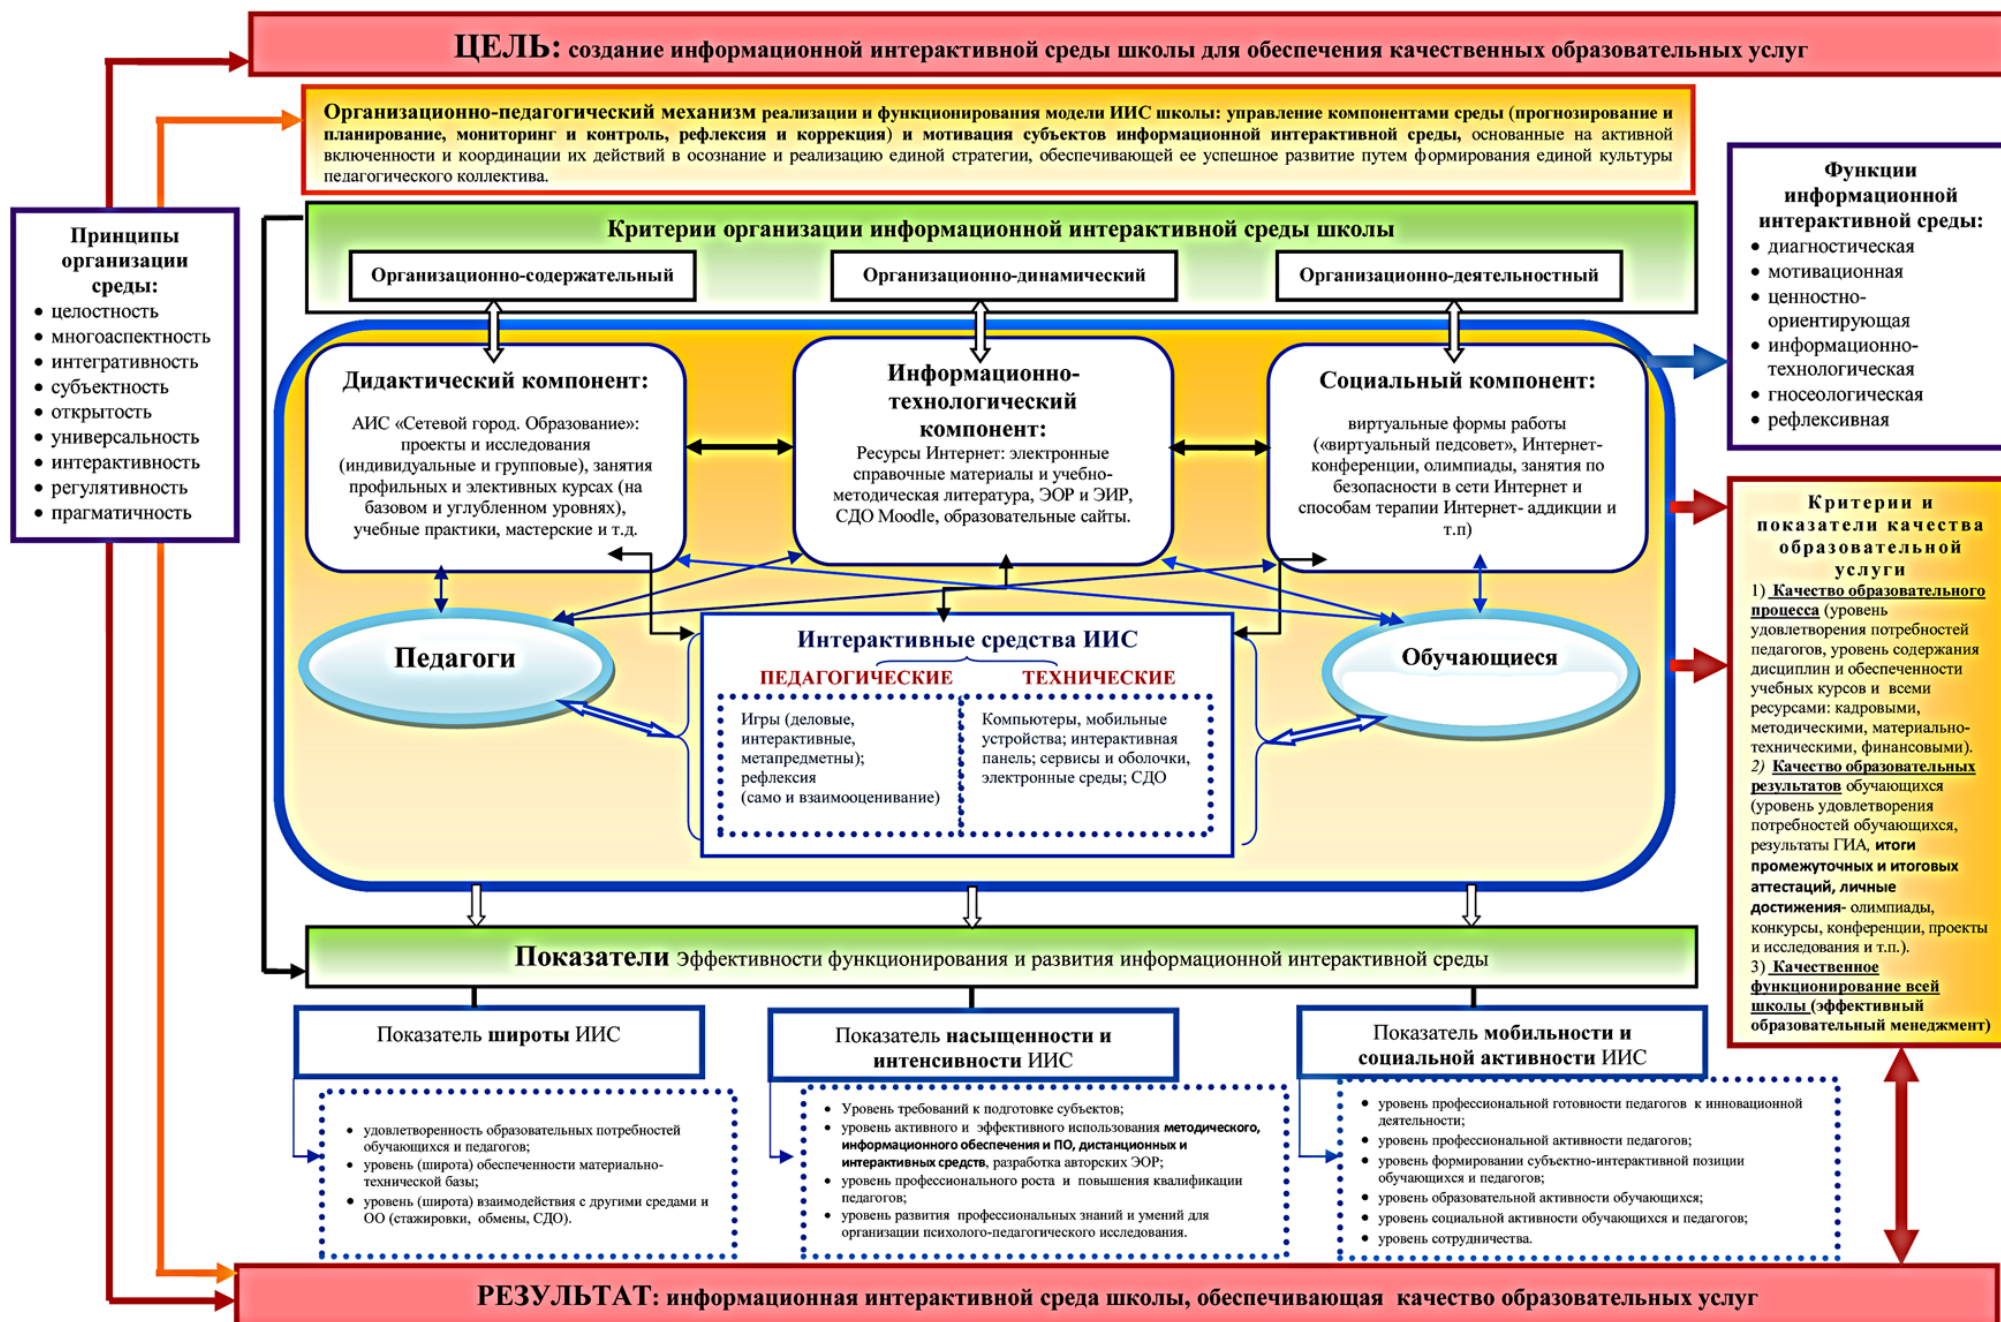 ЦЕЛЬ: создание информационной интерактивной среды школы для обеспечения качественных образовательных услуг
Организационно-педагогический механизм реализации и функционирования модели ИИС школы: управление компонентами среды (прогнозирование и
планирование, мониторинг и контроль, рефлексия и коррекция) и мотивация субъектов информационной интерактивной среды, основанные на активной
включенности и координации их действий в осознание и реализацию единой стратегии, обеспечивающей ее успешное развитие путем формирования единой культуры
педагогического коллектива.
Принципы
организации
среды:
• целостность
• многоаспектность
• интегративность
• субъектность
• открытость
• универсальность
• интерактивность
• регулятивность
• прагматичность
Критерии организации информационной интерактивной среды школы
Организационно-содержательный
Организационно-динамический
Организационно-деятельностный
Функции
информационной
интерактивной среды:
• диагностическая
• мотивационная
• ценностно-
ориентирующая
• информационно-
технологическая
• гносеологическая
• рефлексивная
Дидактический компонент:
АИС «Сетевой город. Образование»:
проекты и исследования
(индивидуальные и групповые), занятия
профильных и элективных курсах (на
базовом и углубленном уровнях),
учебные практики, мастерские и т.д.
Информационно-
технологический
компонент:
Ресурсы Интернет: электронные
справочные материалы и учебно-
методическая литература, ЭОР и ЭИР,
СДО Moodle, образовательные сайты.
Социальный компонент:
виртуальные формы работы
(«виртуальный педсовет», Интернет-
конференции, олимпиады, занятия по
безопасности в сети Интернет и
способам терапии Интернет- аддикции и
т.п)
Педагоги
Интерактивные средства ИИС
ПЕДАГОГИЧЕСКИЕ
ТЕХНИЧЕСКИЕ
Игры (деловые,
интерактивные,
метапредметны);
рефлексия
(само и взаимооценивание)
Компьютеры, мобильные
устройства; интерактивная
панель; сервисы и оболочки,
электронные среды; СДО
Обучающиеся
Критерии и
показатели качества
образовательной
услуги
1) Качество образовательного
процесса (уровень
удовлетворения потребностей
педагогов, уровень содержания
дисциплин и обеспеченности
учебных курсов и всеми
ресурсами: кадровыми,
методическими, материально-
техническими, финансовыми).
2) Качество образовательных
результатов обучающихся
(уровень удовлетворения
потребностей обучающихся,
результаты ГИА, итоги
промежуточных и итоговых
аттестаций, личные
достижения- олимпиады,
конкурсы, конференции, проекты
и исследования и т.п.).
3) Качественное
функционирование всей
школы (эффективный
образовательный менеджмент)
Показатели Эффективности функционирования и развития информационной интерактивной среды
Показатель широты ИИС
Показатель насыщенности и
интенсивности ИИС
Показатель мобильности и
социальной активности ИИС
• удовлетворенность образовательных потребностей
обучающихся и педагогов;
• уровень (широта) обеспеченности материально-
технической базы;
• уровень (широта) взаимодействия с другими средами и
ОО (стажировки, обмены, СДО).
• Уровень требований к подготовке субъектов;
• уровень активного и эффективного использования методического,
информационного обеспечения и ПО, дистанционных и
интерактивных средств, разработка авторских ЭОР;
• уровень профессионального роста и повышения квалификации
педагогов;
• уровень развития профессиональных знаний и умений для
организации психолого-педагогического исследования.
• уровень профессиональной готовности педагогов к инновационной
деятельности;
• уровень профессиональной активности педагогов;
• уровень формировании субъектно-интерактивной позиции
обучающихся и педагогов;
• уровень образовательной активности обучающихся;
• уровень социальной активности обучающихся и педагогов;
• уровень сотрудничества.
РЕЗУЛЬТАТ: информационная интерактивная среда школы, обеспечивающая качество образовательных услуг